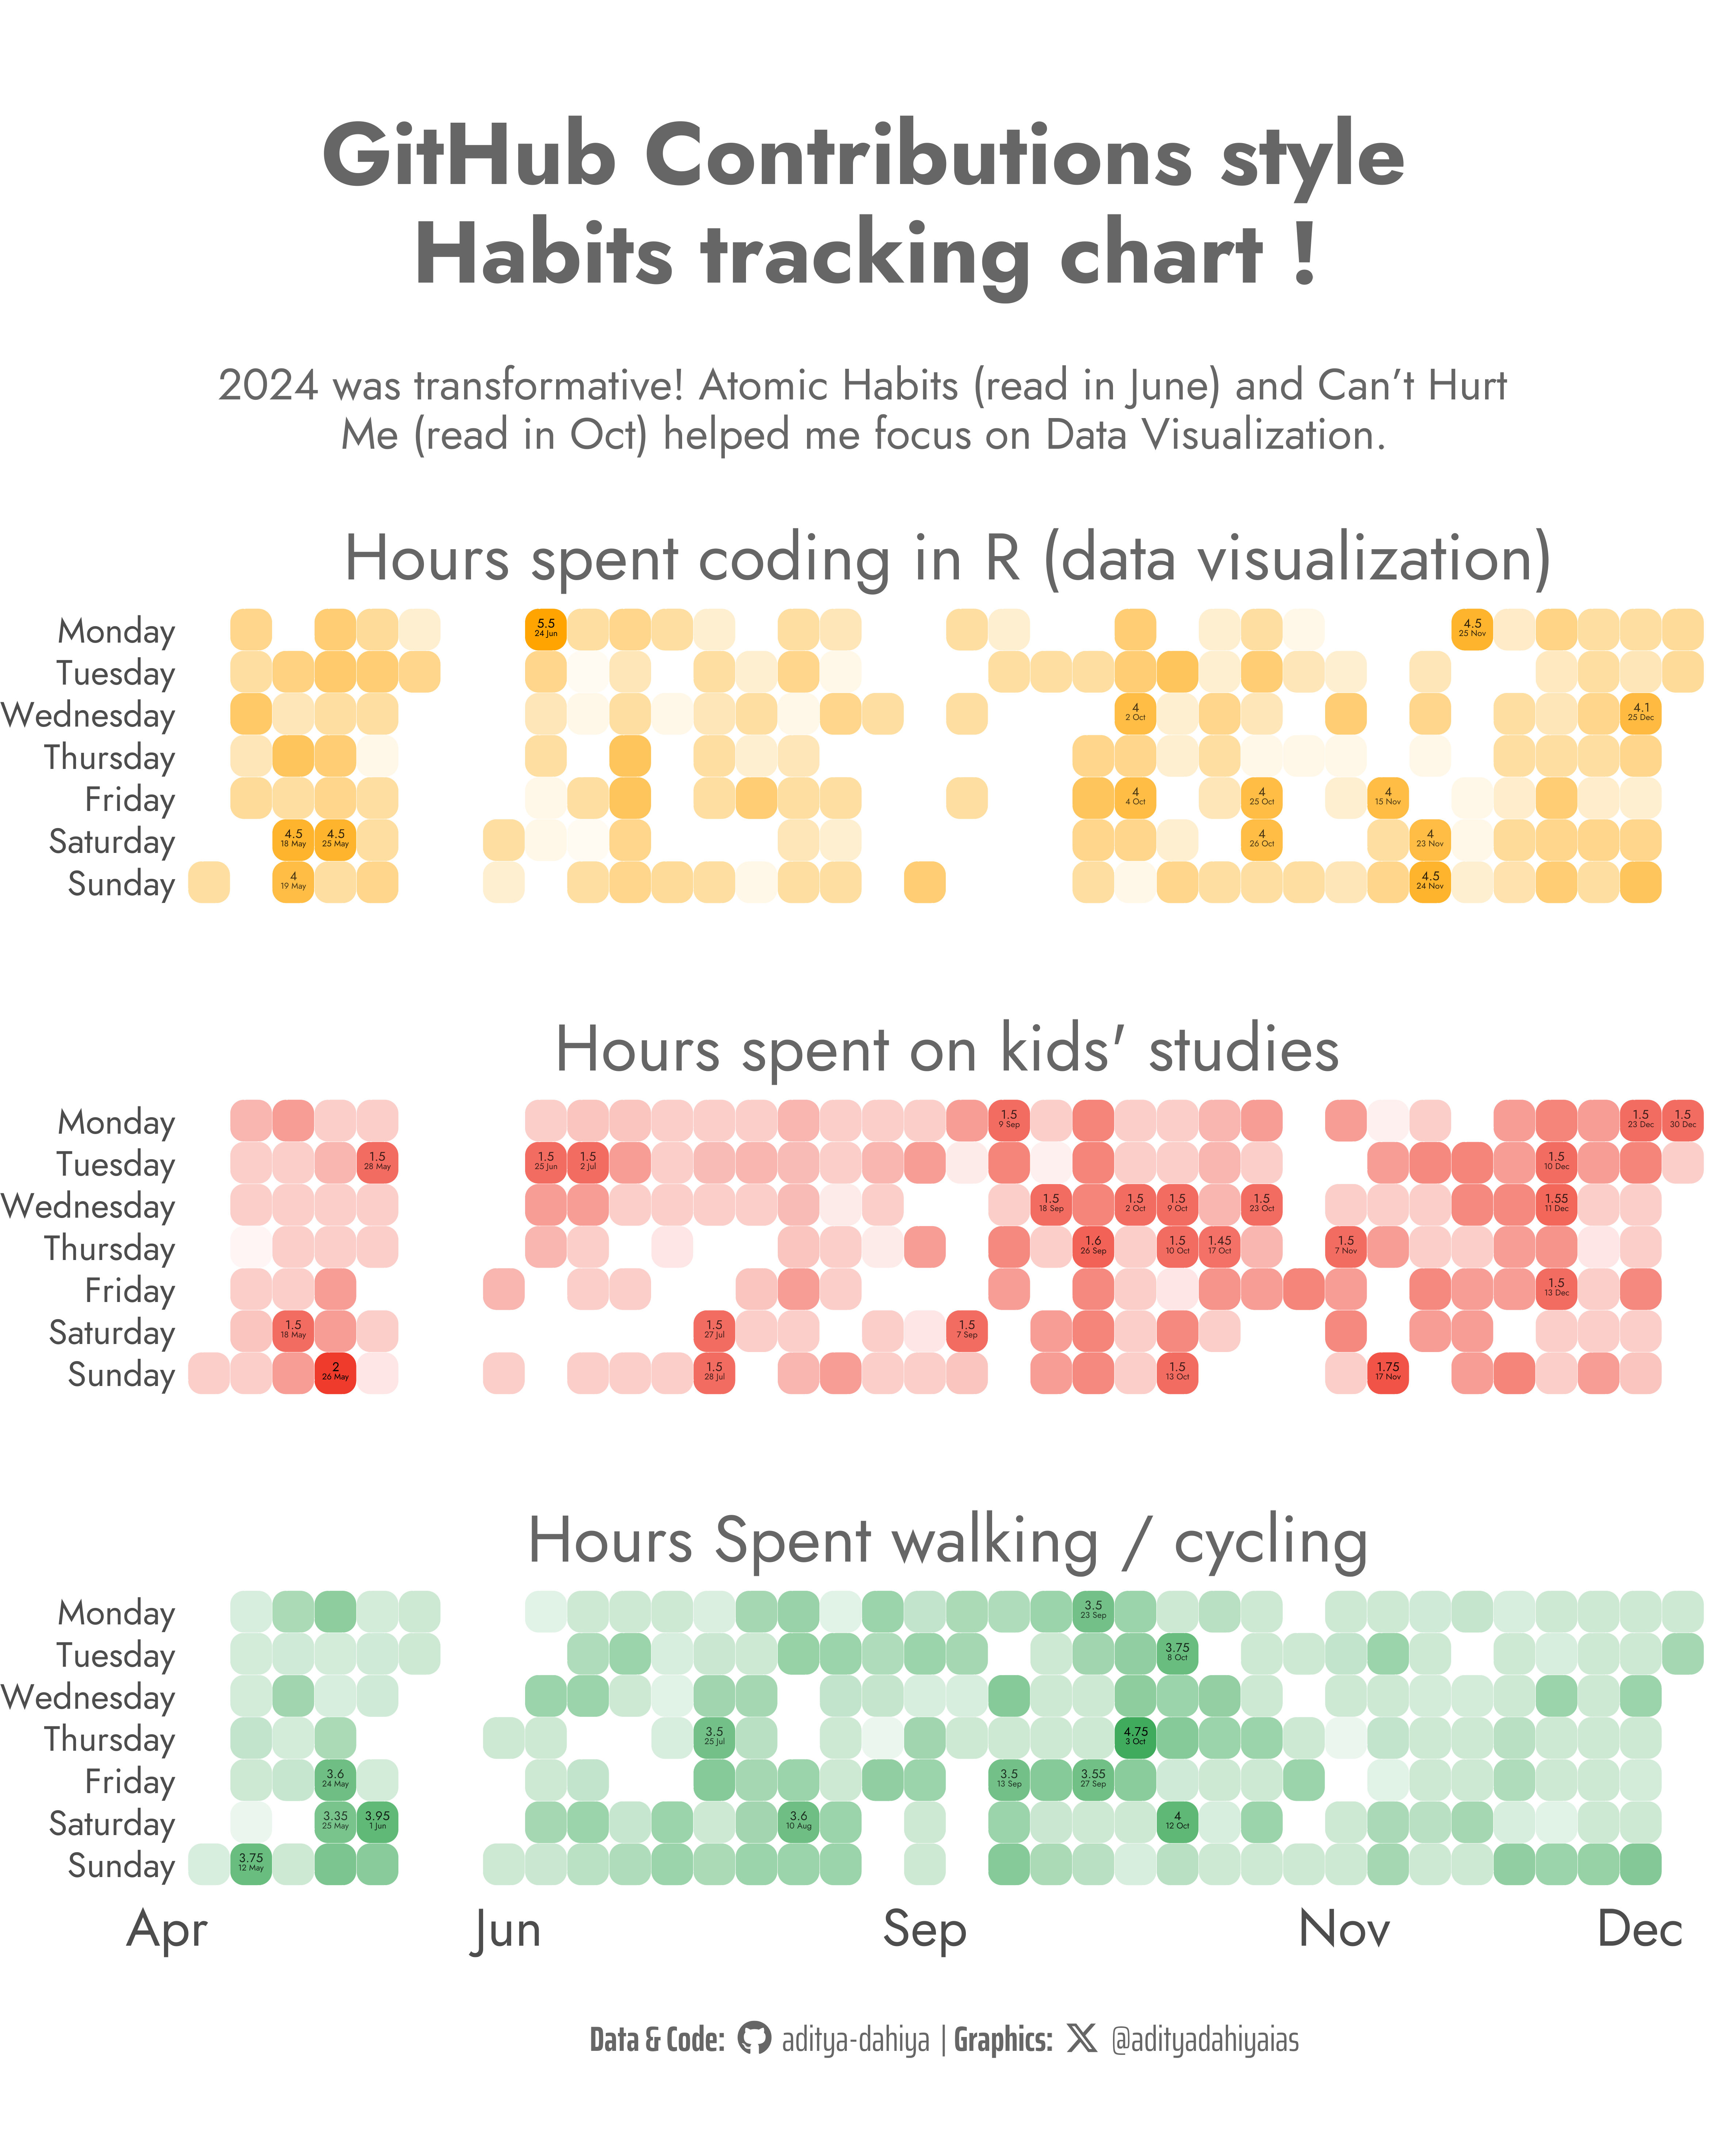 GitHub Contributions style
Habits tracking chart !
2024 was transformative! Atomic Habits (read in June) and Can’t Hurt
Me (read in Oct) helped me focus on Data Visualization.
Hours spent coding in R (data visualization)
Monday 5.5 24 Jun 4.5 25 Nov
Tuesday
Wednesday 4 2 Oct 4.1 25 Dec
Thursday
Friday 4 4 Oct 4 25 Oct 4 15 Nov
Saturday 4.5 18 May 4.5 25 May 4 26 Oct 4 23 Nov
Sunday 4 19 May 4.5 24 Nov
Hours spent on kids’ studies
Monday 1.5 9 Sep 1.5 23 Dec 1.5 30 Dec
Tuesday 1.5 28 May 1.5 25 Jun 1.5 2 Jul 1.5 10 Dec
Wednesday 1.5 18 Sep 1.5 2 Oct 1.5 9 Oct 1.5 23 Oct 1.55 11 Dec
Thursday 1.6 26 Sep 1.5 10 Oct 1.45 17 Oct 1.5 7 Nov
Friday 1.5 13 Dec
Saturday 1.5 18 May 1.5 27 Jul 1.5 7 Sep
Sunday 2 26 May 1.5 28 Jul 1.5 13 Oct 1.75 17 Nov
Hours Spent walking / cycling
Monday 3.5 23 Sep
Tuesday 3.75 8 Oct
Wednesday
Thursday 3.5 25 Jul 4.75 3 Oct
Friday 3.6 24 May 3.5 13 Sep 3.55 27 Sep
Saturday 3.35 25 May 3.95 1 Jun 3.6 10 Aug 4 12 Oct
Sunday 3.75 12 May
Apr Jun Sep Nov Dec
Data & Code: aditya-dahiya | Graphics: @adityadahiyaias